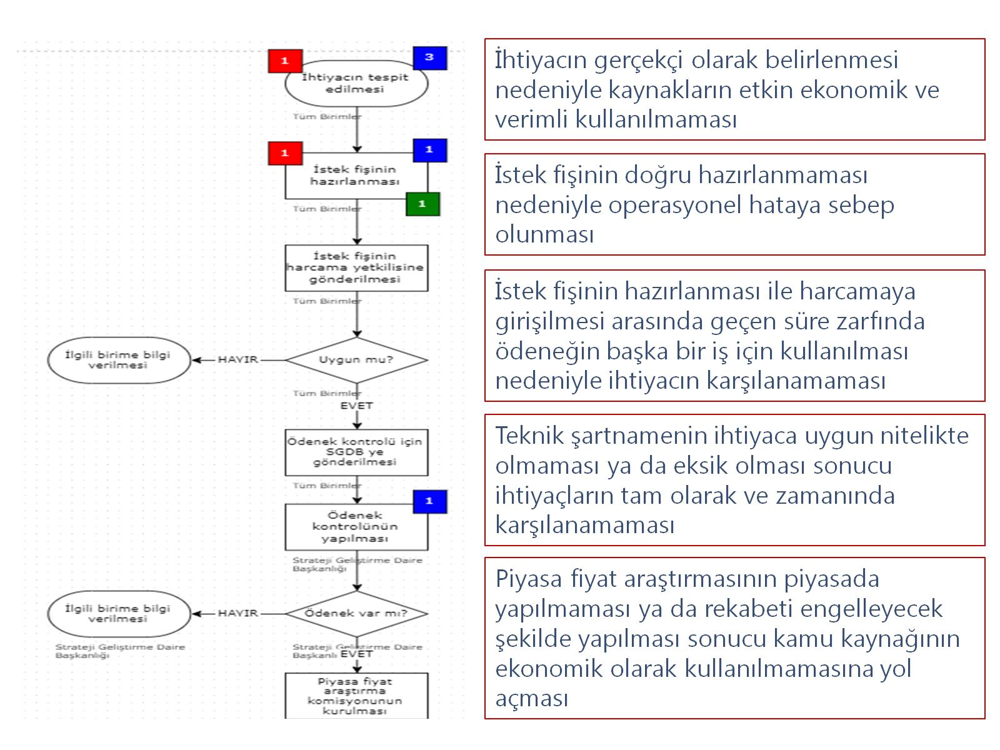 1
3
İhtiyacın tespit
edilmesi
Tüm Birimler
1
1
İstek fişinin
hazırlanması
1
Tüm Birimler
İstek fişinin
harcama yetkilisine
gönderilmesi
Tüm Birimler
İlgili birime bilgi
verilmesi
HAYIR
Uygun mu?
Tüm Birimler
EVET
Ödenek kontrolü için
SGDB ye
gönderilmesi
Tüm Birimler
1
Ödenek
kontrolünün
yapılması
Strateji Geliştirme Daire
Başkanlığı
İlgili birime bilgi
verilmesi
HAYIR
Ödenek var mı?
Strateji Geliştirme Daire
Başkanlığı
Strateji Geliştirme Daire
Başkanlı
EVET
Piyasa fiyat
araştırma
komisyonunun
kurulması
İhtiyacın gerçekçi olarak belirlenmesi
nedeniyle kaynakların etkin ekonomik ve
verimli kullanılmaması
İstek fişinin doğru hazırlanmaması
nedeniyle operasyonel hataya sebep
olunması
İstek fişinin hazırlanması ile harcamaya
girişilmesi arasında geçen süre zarfında
ödeneğin başka bir iş için kullanılması
nedeniyle ihtiyacın karşılanamaması
Teknik şartnamenin ihtiyaca uygun nitelikte
olmaması ya da eksik olması sonucu
ihtiyaçların tam olarak ve zamanında
karşılanamaması
Piyasa fiyat araştırmasının piyasada
yapılmaması ya da rekabeti engelleyecek
şekilde yapılması sonucu kamu kaynağının
ekonomik olarak kullanılmamasına yol
açması